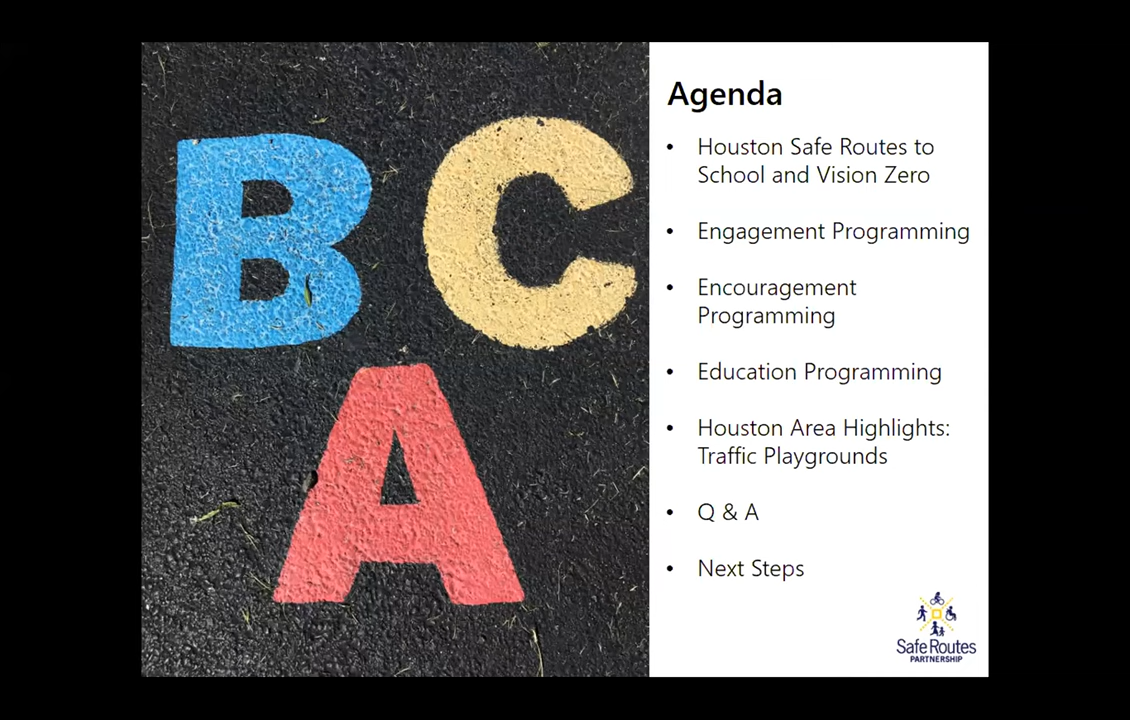 B C
A
Agenda
• Houston Safe Routes to
School and Vision Zero
• Engagement Programming
• Encouragement
Programming
• Education Programming
• Houston Area Highlights:
Traffic Playgrounds
• Q & A
• Next Steps
Safe Routes
PARTNERSHIP